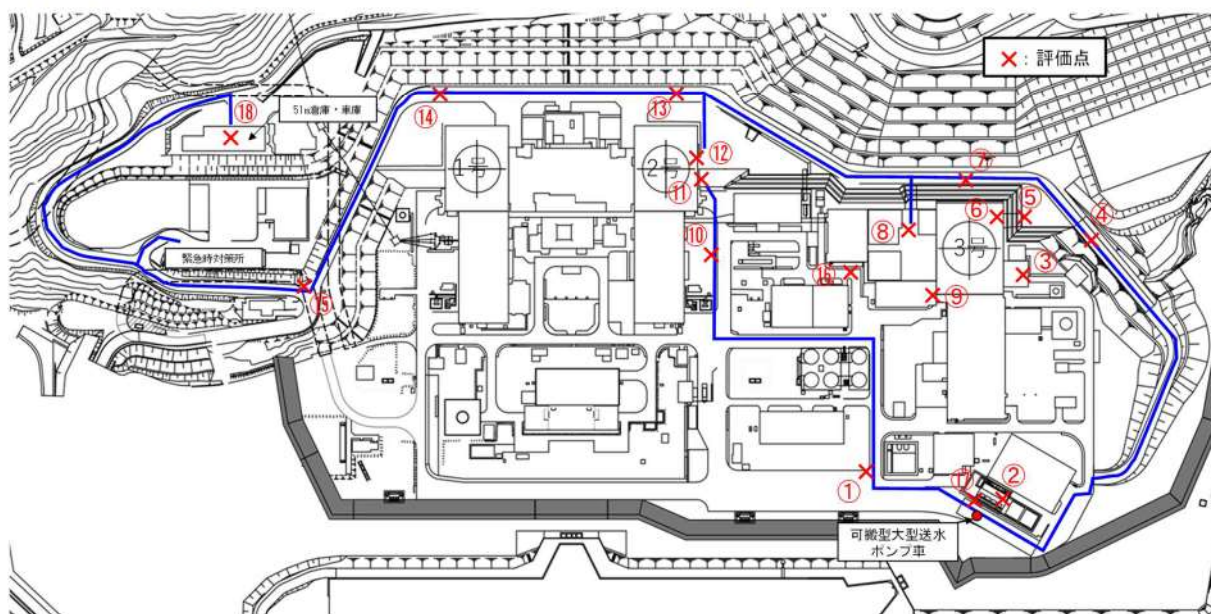 ×:評価点
⑱
51m倉庫・車庫
⑭
⑬
⑫
⑪
⑦
1号
2号
⑥
⑤
④
⑧
3号
③
⑩
緊急時対策所
⑯
⑮
⑨
①
⑰
②
可搬型大型送水
ポンプ車